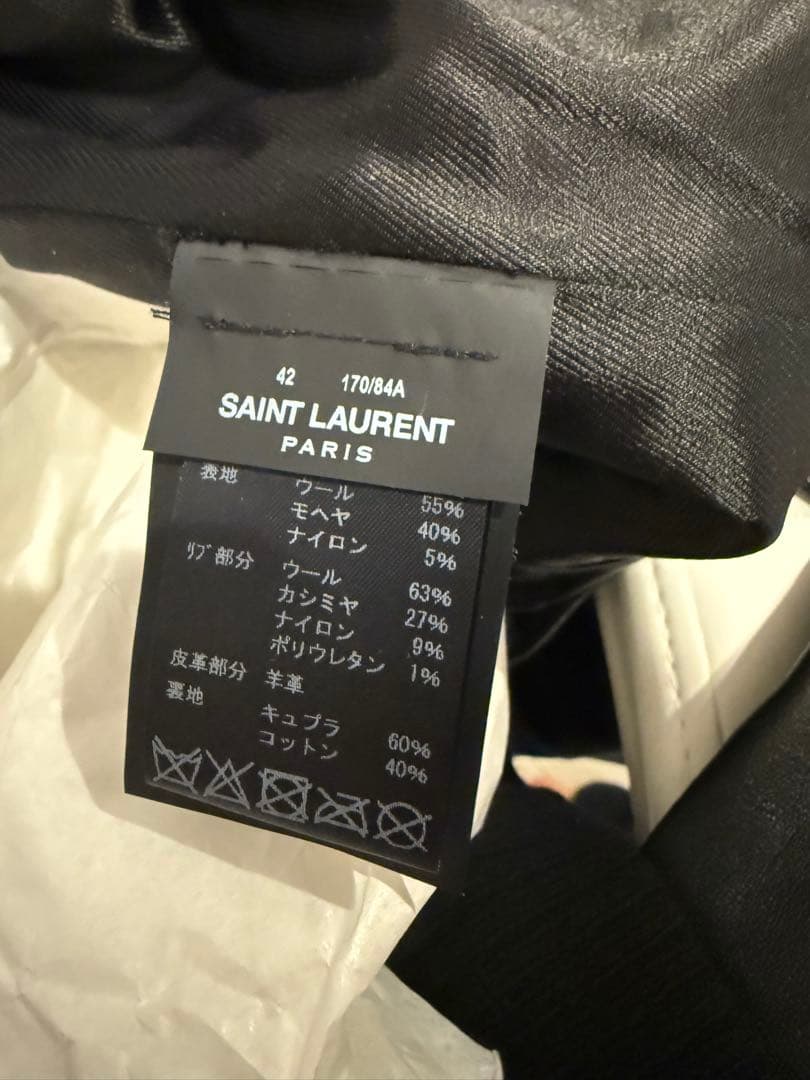 42 170/84A
SAINT LAURENT
PARIS
表地 ウール 55%
モヘヤ 40%
ナイロン 5%
リブ部分 ウール 63%
カシミヤ 27%
ナイロン 9%
ポリウレタン 1%
皮革部分 羊革
裏地 キュプラ 60%
コットン 40%